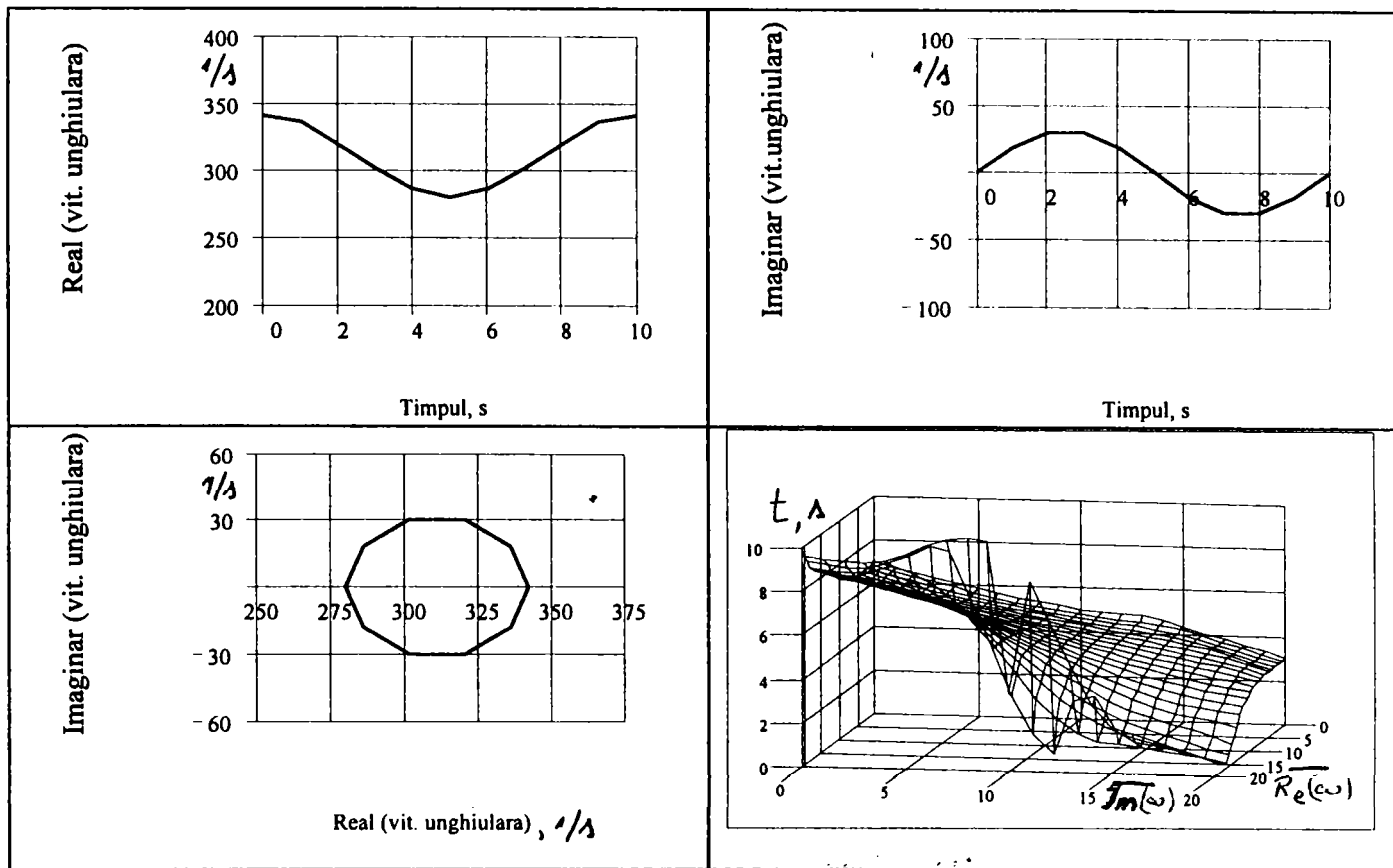 Real (vit. unghiulara)
400
1/s
350
300
250
200
0 2 4 6 8 10
Timpul, s
Imaginar (vit.unghiulara)
100
1/s
50
0 2 4 6 8 10
-50
-100
Timpul, s
Imaginar (vit. unghiulara)
60
1/s
30
250 275 300 325 350 375
-30
-60
Real (vit. unghiulara), 1/s
t, s
10
8
6
4
2
0
0 5 10 15 20
Im(ω)
0
5
10
15
20
Re(ω)